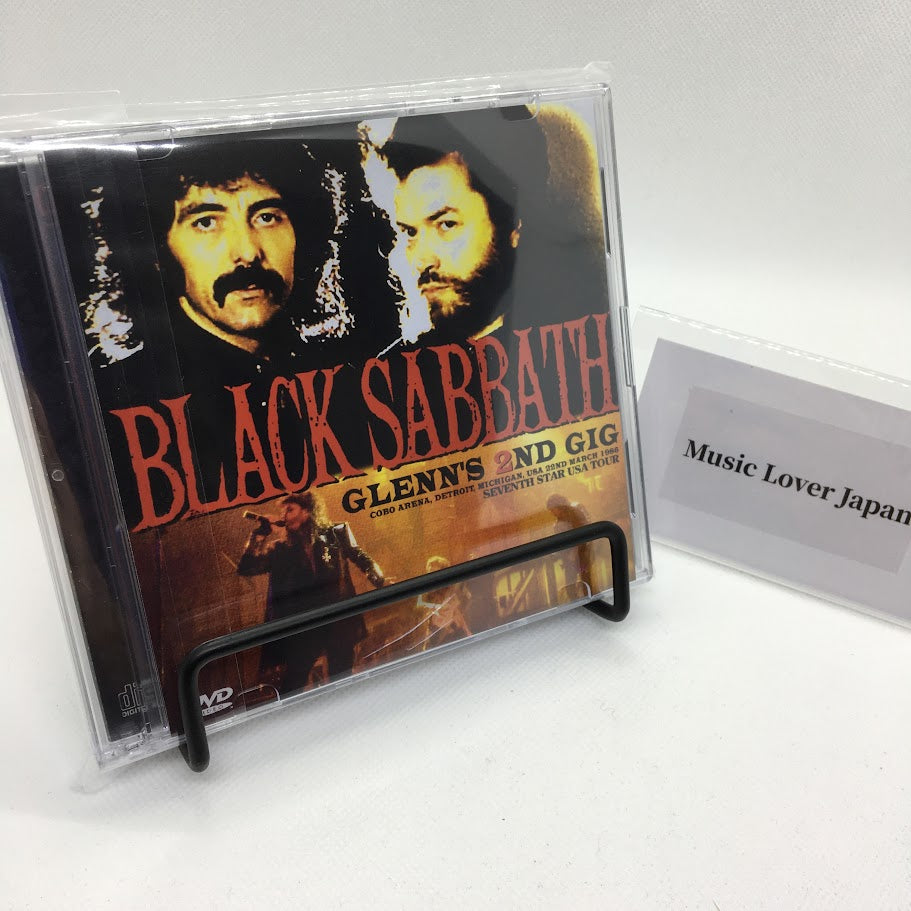 BLACK SABBATH
GLENN'S 2ND GIG
COBO ARENA, DETROIT, MICHIGAN, USA 22ND MARCH 1986
SEVENTH STAR USA TOUR
Music Lover Japan